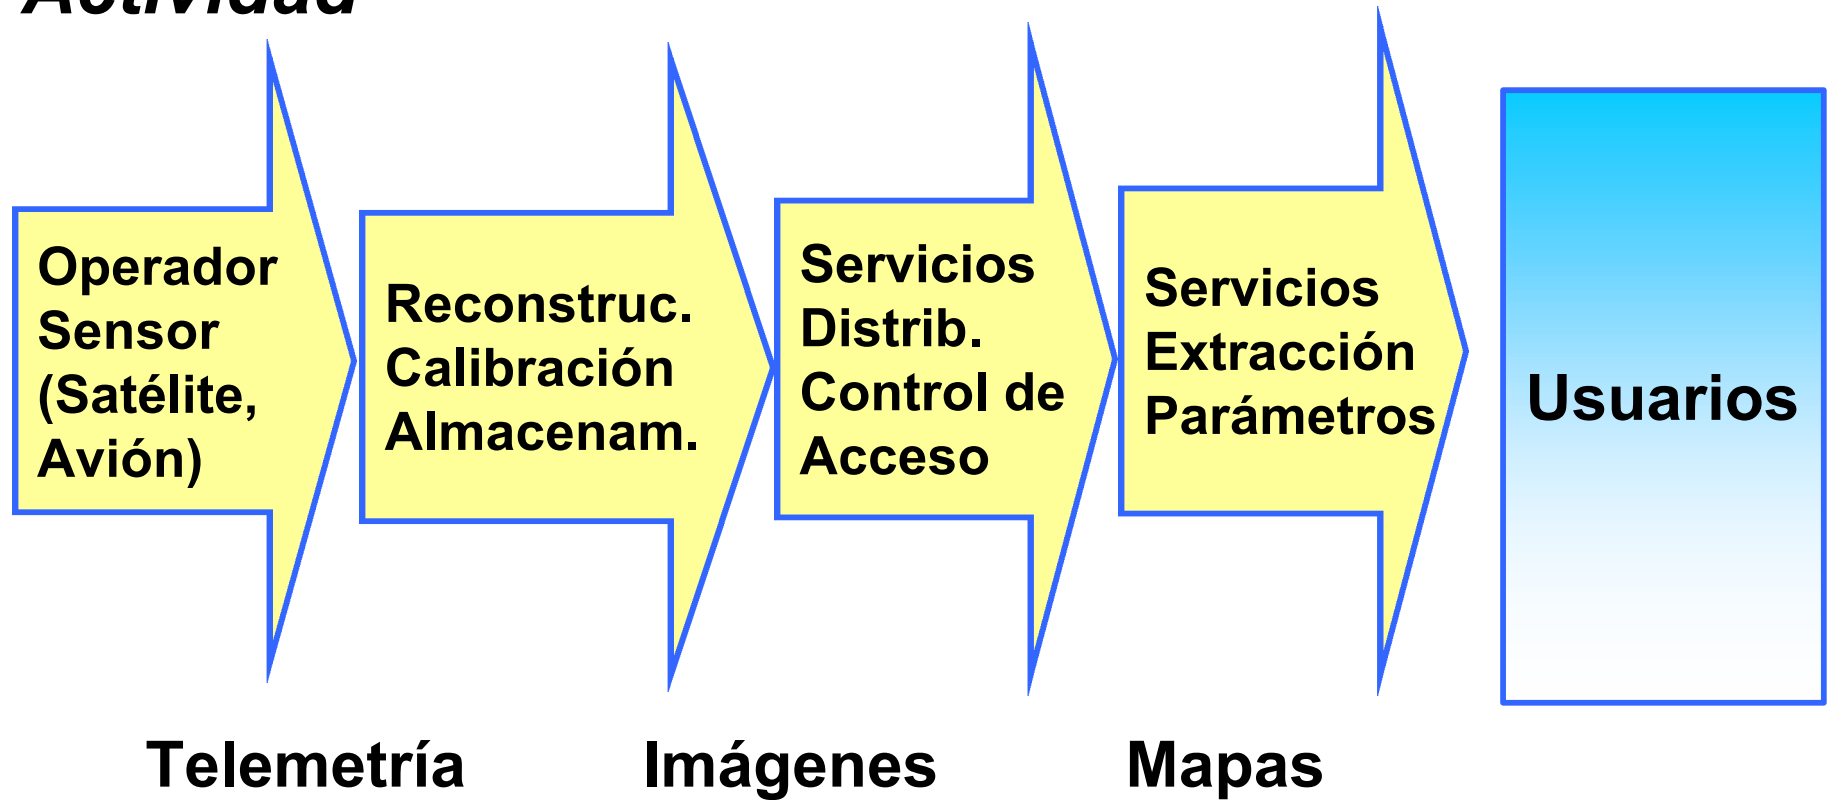 Actividad
Operador
Sensor
(Satélite,
Avión)
Reconstruc.
Calibración
Almacenam.
Servicios
Distrib.
Control de
Acceso
Servicios
Extracción
Parámetros
Usuarios
Telemetría
Imágenes
Mapas